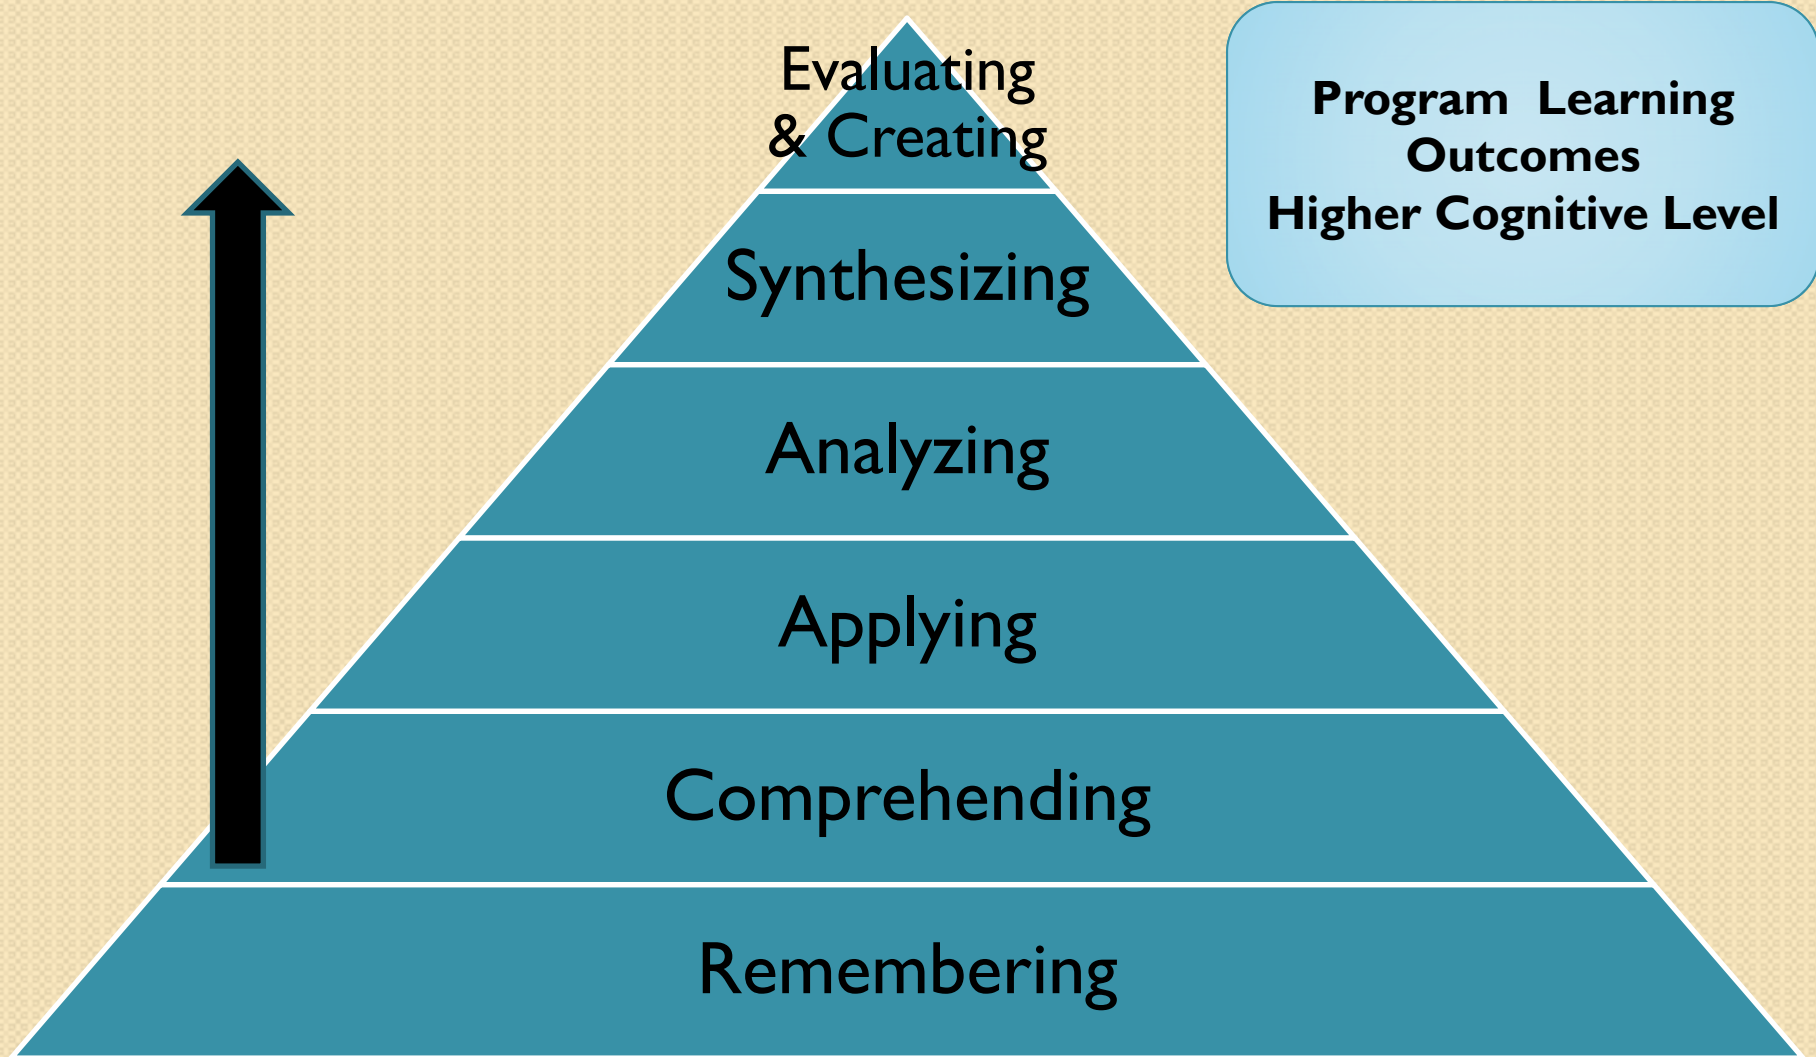 Evaluating
& Creating
Program Learning
Outcomes
Higher Cognitive Level
Synthesizing
Analyzing
Applying
Comprehending
Remembering